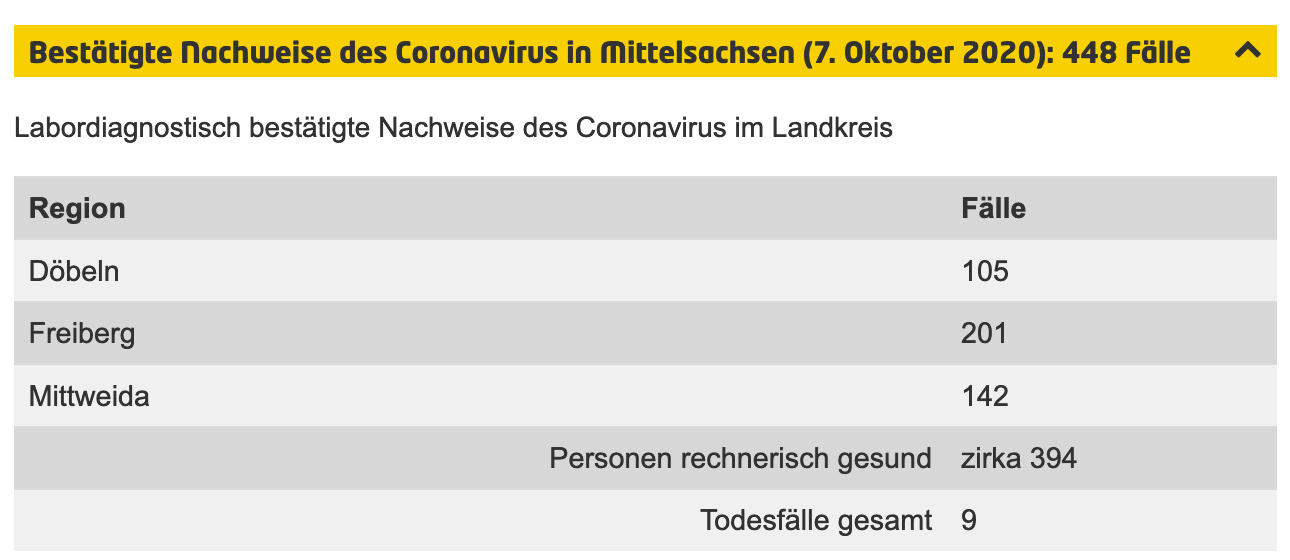 Bestätigte Nachweise des Coronavirus in Mittelsachsen (7. Oktober 2020): 448 Fälle
Labordiagnostisch bestätigte Nachweise des Coronavirus im Landkreis
Region Fälle
Döbeln 105
Freiberg 201
Mittweida 142
Personen rechnerisch gesund zirka 394
Todesfälle gesamt 9